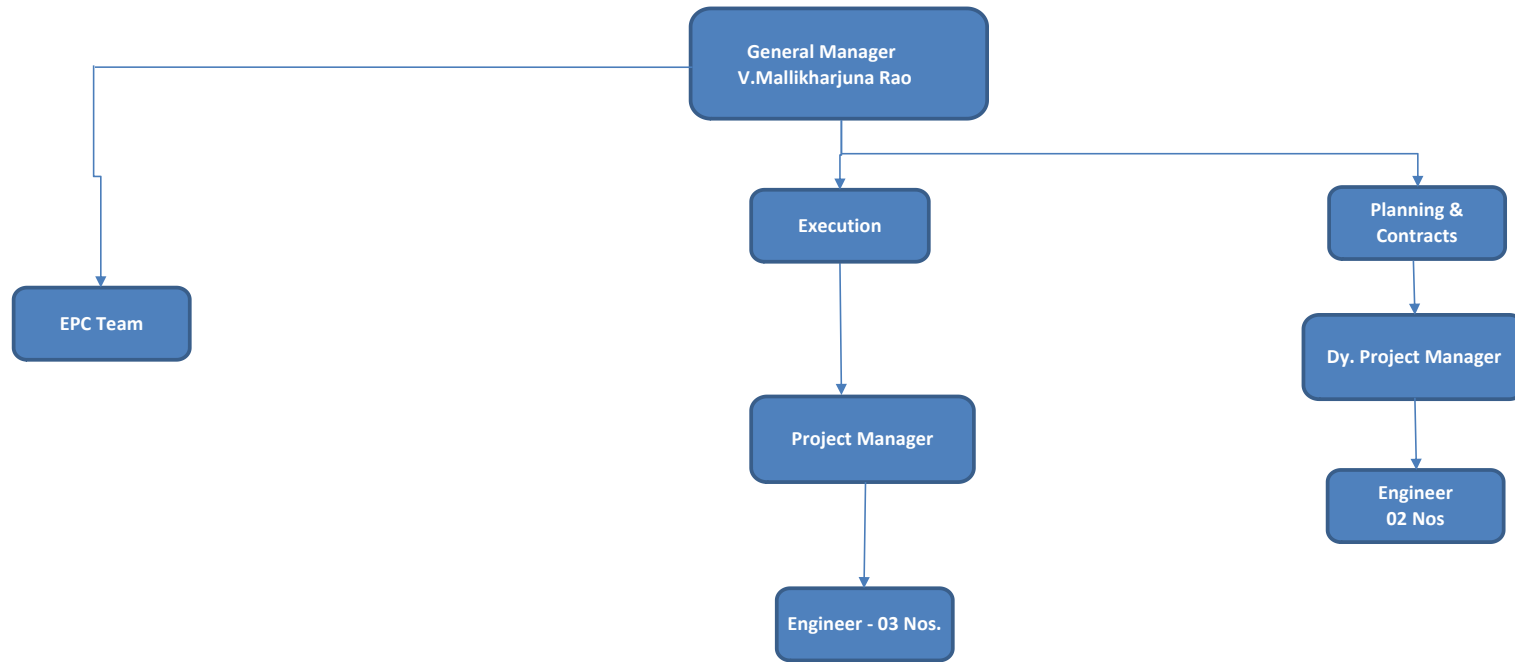 General Manager
V.Mallikharjuna Rao
Execution
Planning &
Contracts
EPC Team
Dy. Project Manager
Project Manager
Engineer
02 Nos
Engineer - 03 Nos.